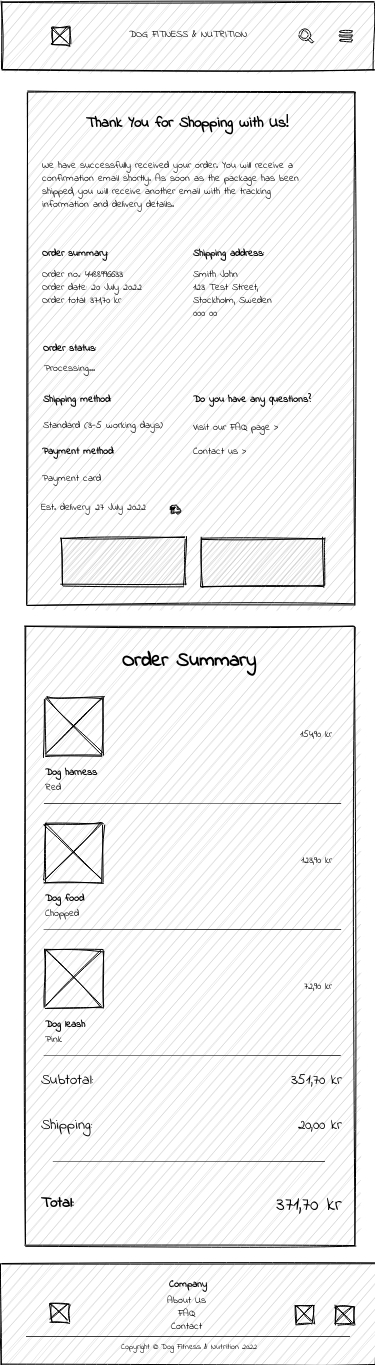 DOG FITNESS & NUTRITION
Thank You for Shopping with Us!
We have successfully received your order. You will receive a
confirmation email shortly. As soon as the package has been
shipped, you will receive another email with the tracking
information and delivery details.
Order summary:
Order no.:
Order date: 20 July 2022
Order total: 371,70 kr
Shipping address:
Smith John
123 Test Street,
Stockholm, Sweden
000 00
Order status:
Processing...
Shipping method:
Standard (3-5 working days)
Payment method:
Payment card
Do you have any questions?
Visit our FAQ page >
Contact us >
Est. delivery 27 July 2022
Order Summary
154,90 kr
Dog harness
Red
123,90 kr
Dog food
Chopped
72,90 kr
Dog leash
Pink
Subtotal: 351,70 kr
Shipping: 20,00 kr
Total: 371,70 kr
Company
About Us
FAQ
Contact
Copyright © Dog Fitness & Nutrition 2022